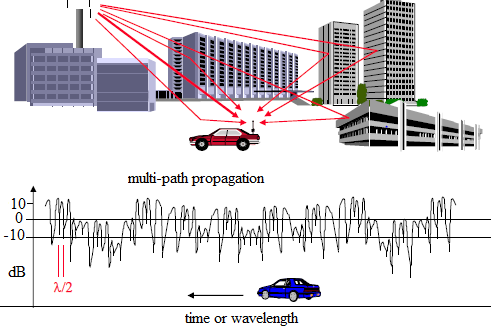 multi-path propagation
10
0
-10
dB
λ/2
time or wavelength